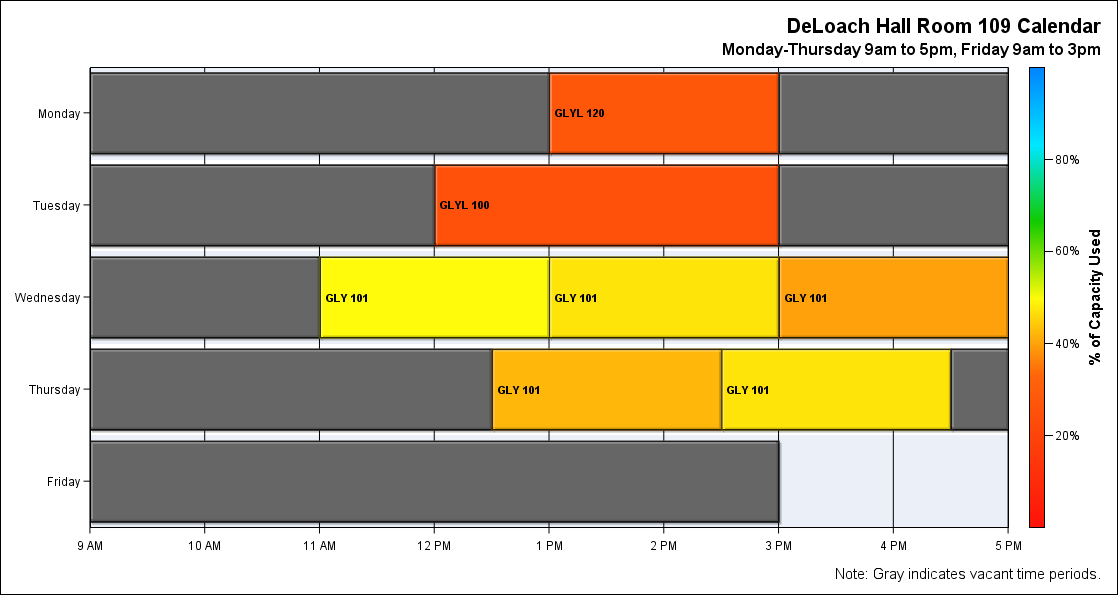 DeLoach Hall Room 109 Calendar
Monday-Thursday 9am to 5pm, Friday 9am to 3pm
Monday
GLYL 120
Tuesday
GLYL 100
Wednesday
GLY 101
GLY 101
GLY 101
Thursday
GLY 101
GLY 101
Friday
9 AM
10 AM
11 AM
12 PM
1 PM
2 PM
3 PM
4 PM
5 PM
80%
60%
40%
20%
% of Capacity Used
Note: Gray indicates vacant time periods.